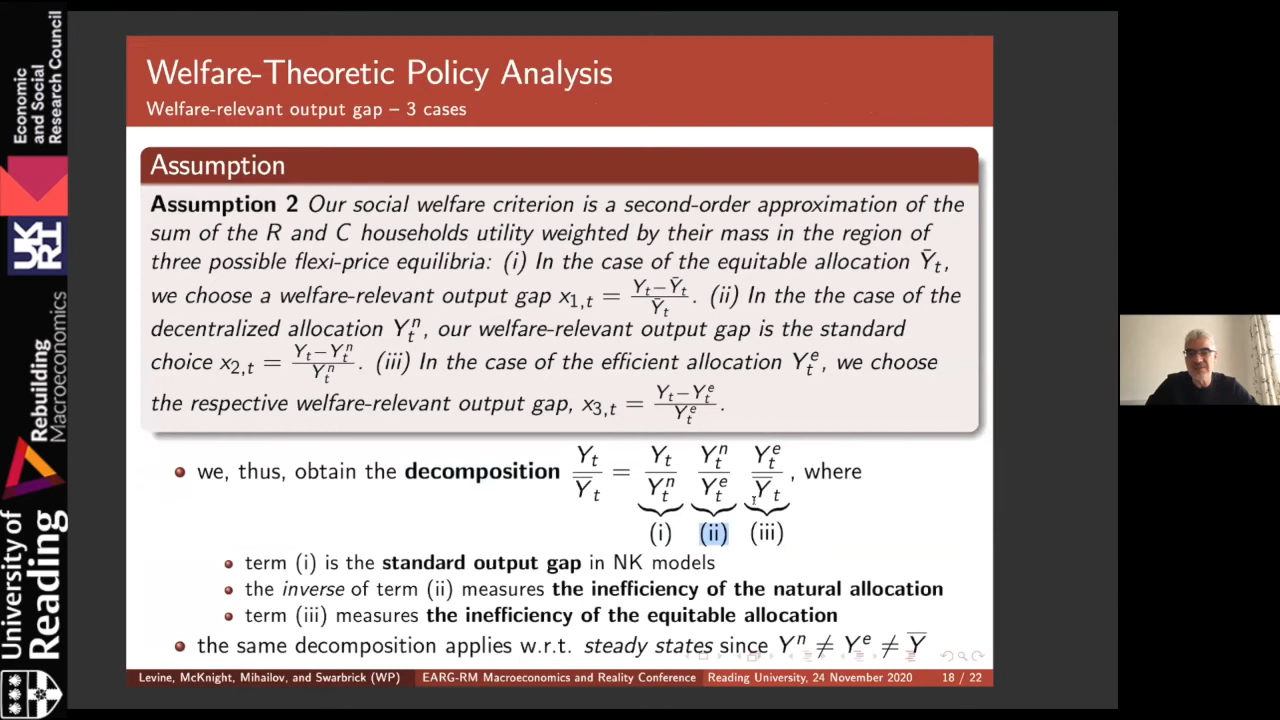 Welfare-Theoretic Policy Analysis
Welfare-relevant output gap – 3 cases
Assumption
Assumption 2 Our social welfare criterion is a second-order approximation of the
sum of the R and C households utility weighted by their mass in the region of
three possible flexi-price equilibria: (i) In the case of the equitable allocation Ȳ_t,
we choose a welfare-relevant output gap x_{1,t} = (Y_t − Ȳ_t)/Ȳ_t. (ii) In the the case of the
decentralized allocation Y_t^n, our welfare-relevant output gap is the standard
choice x_{2,t} = (Y_t − Y_t^n)/Y_t^n. (iii) In the case of the efficient allocation Y_t^e, we choose
the respective welfare-relevant output gap, x_{3,t} = (Y_t − Y_t^e)/Y_t^e.
we, thus, obtain the decomposition Y_t/Ȳ_t = Y_t/Y_t^n Y_t^n/Y_t^e Y_t^e/Ȳ_t, where
(i) (ii) (iii)
term (i) is the standard output gap in NK models
the inverse of term (ii) measures the inefficiency of the natural allocation
term (iii) measures the inefficiency of the equitable allocation
the same decomposition applies w.r.t. steady states since Y^n ≠ Y^e ≠ Ȳ
Levine, McKnight, Mihailov, and Swarbrick (WP) EARG-RM Macroeconomics and Reality Conference Reading University, 24 November 2020 18 / 22
Economic
and Social
Research Council
UKRI
Rebuilding
Macroeconomics
University of
Reading